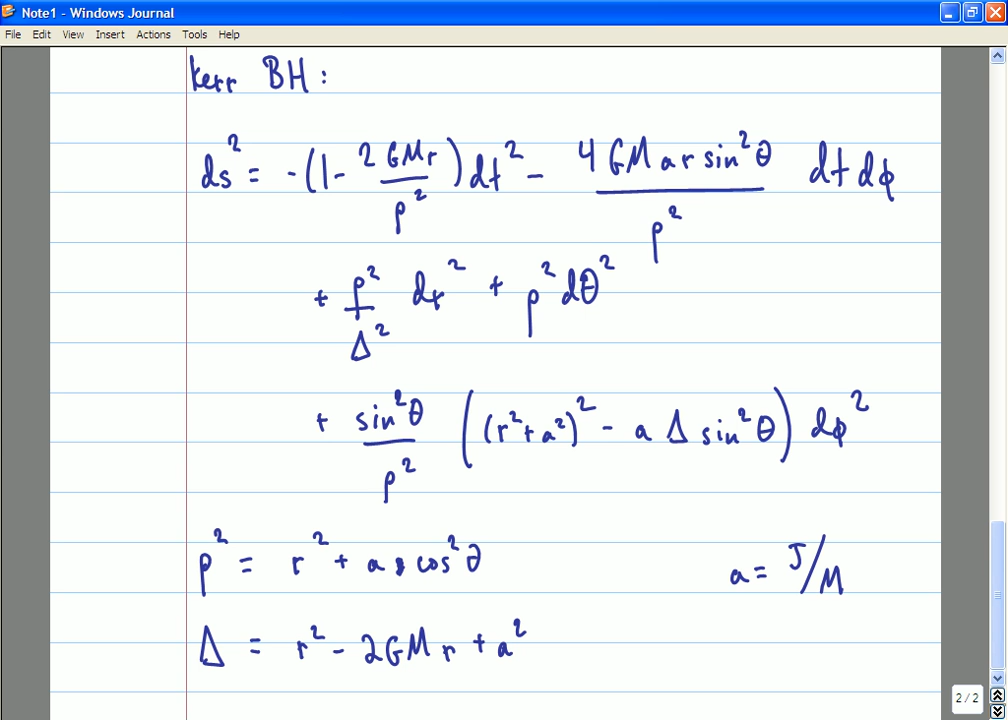 Note1 - Windows Journal
File Edit View Insert Actions Tools Help
Kerr BH:
ds² = -(1 - 2GMr/ρ²)dt² - 4GMar sin²θ/ρ² dt dϕ
+ ρ²/Δ² dr² + ρ²dθ²
+ sin²θ/ρ² ((r²+a²)² - a Δ sin²θ) dϕ²
ρ² = r² + a cos²θ
a = J/M
Δ = r² - 2GMr + a²
2/2